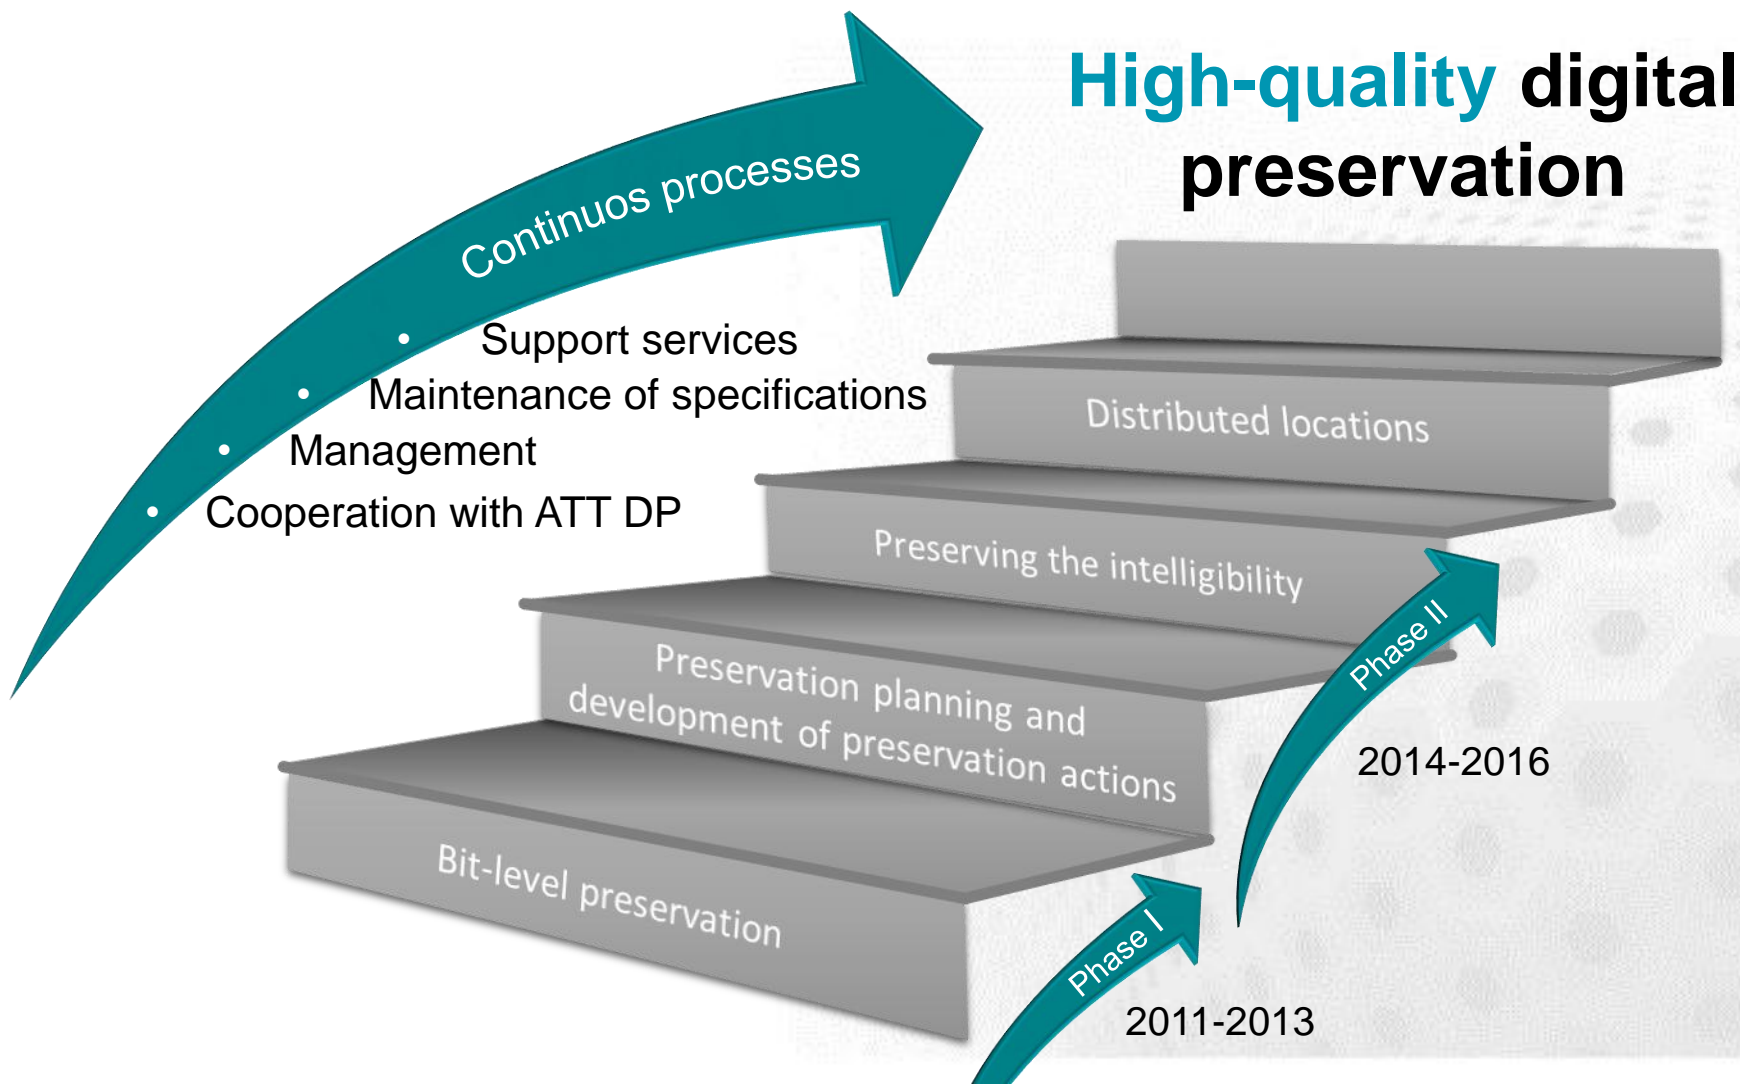 High-quality digital
preservation
Continuos processes
• Support services
• Maintenance of specifications
• Management
• Cooperation with ATT DP
Distributed locations
Preserving the intelligibility
Preservation planning and
development of preservation actions
Bit-level preservation
Phase II
2014-2016
Phase I
2011-2013